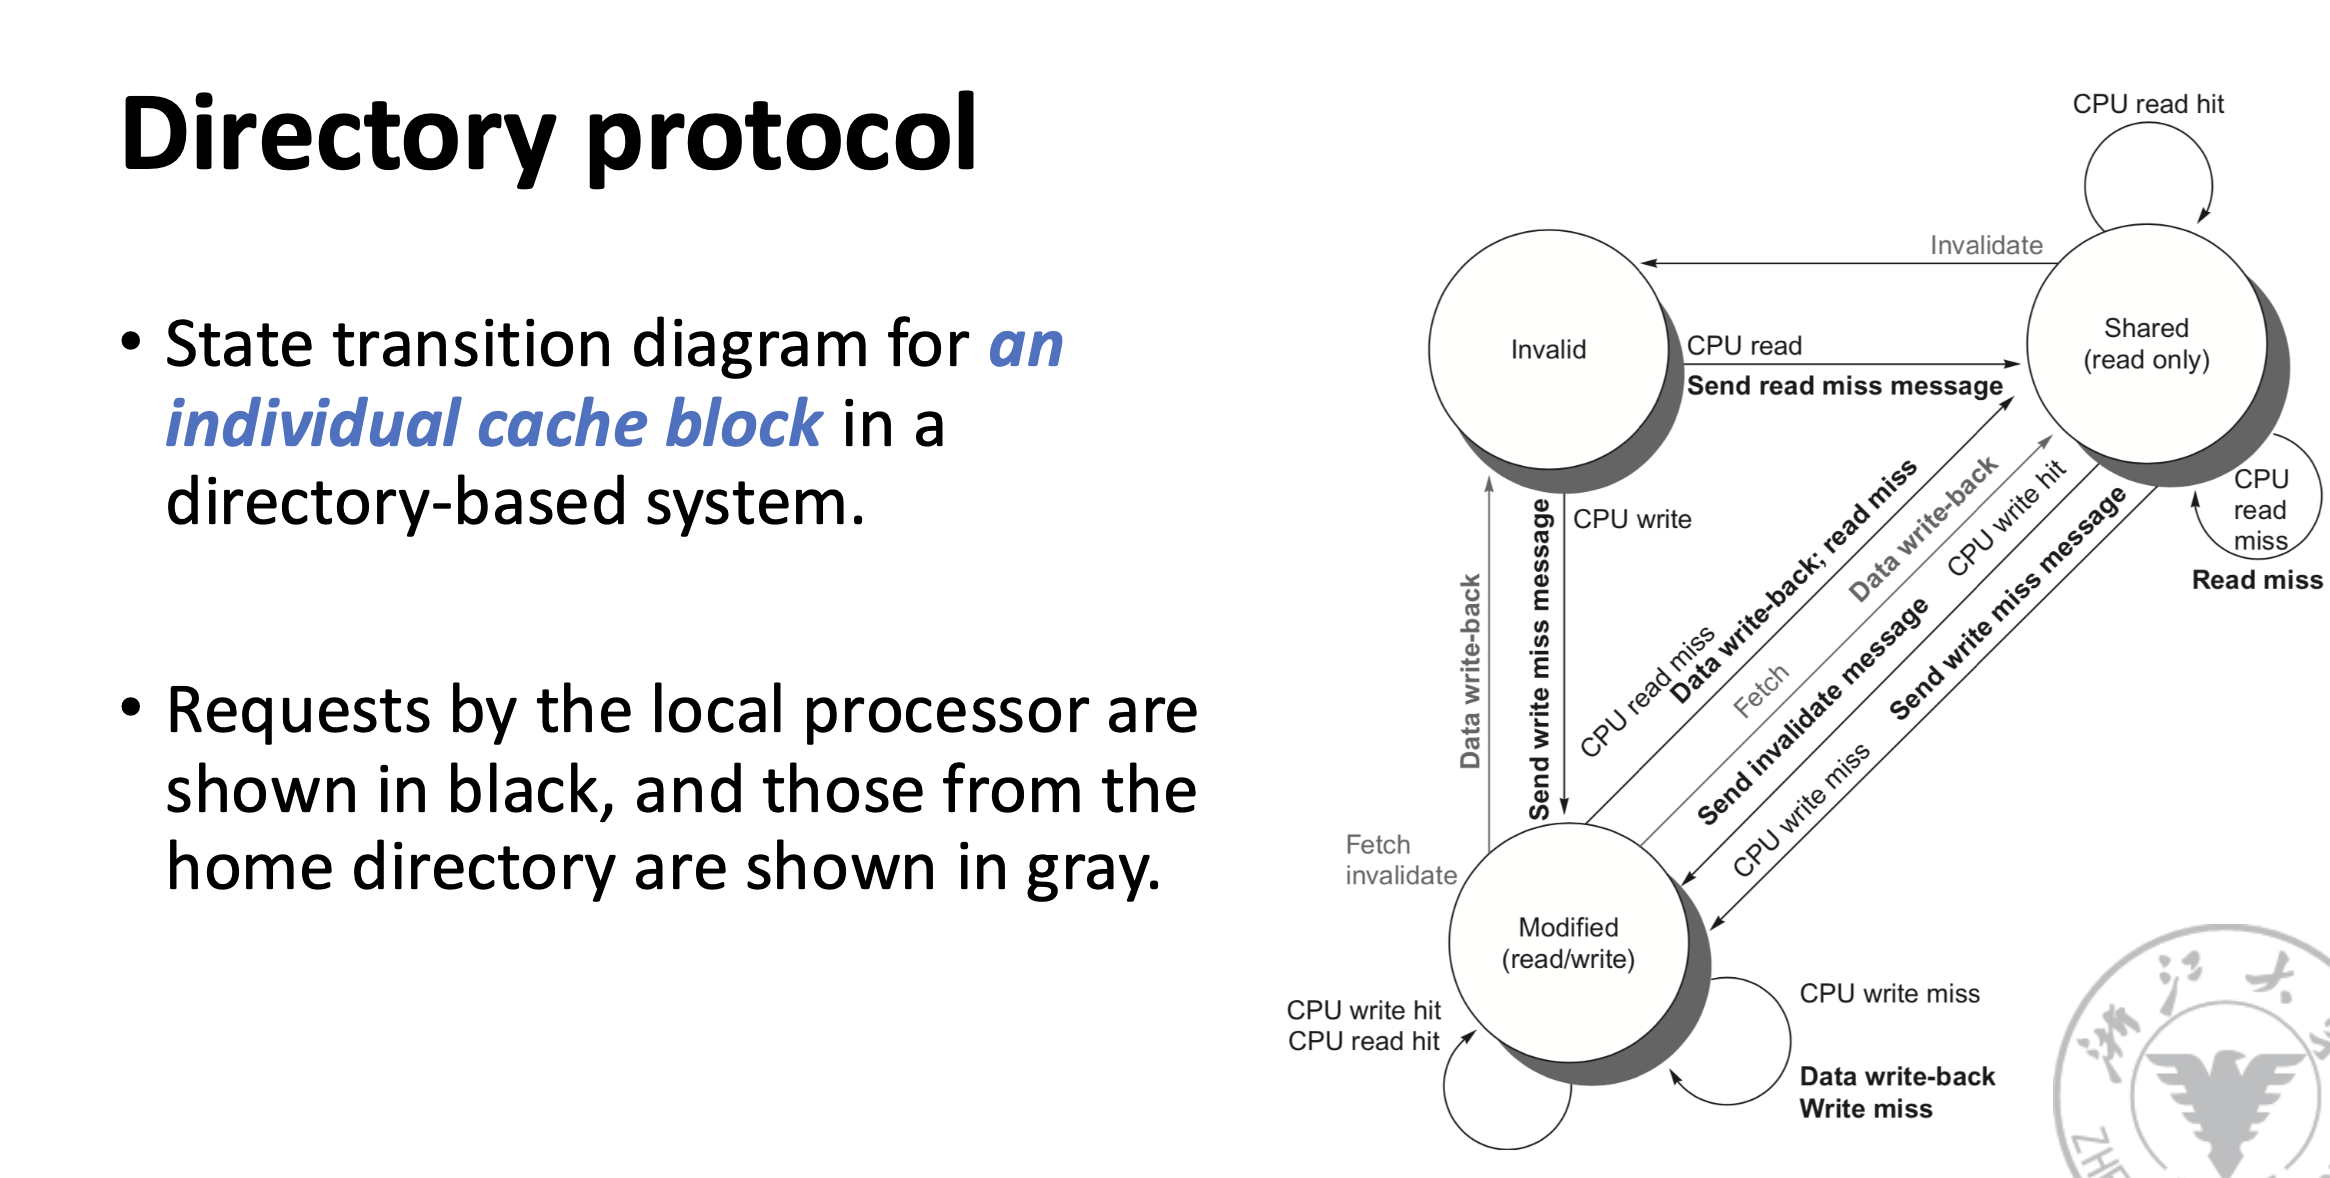 Directory protocol
• State transition diagram for an
individual cache block in a
directory-based system.
• Requests by the local processor are
shown in black, and those from the
home directory are shown in gray.
CPU read hit
Invalidate
Invalid
Shared
(read only)
CPU read
Send read miss message
CPU
read
miss
Read miss
CPU write
Send write miss message
Data write-back
Fetch
invalidate
CPU read miss
Data write-back; read miss
Fetch
Data write-back
CPU write hit
Send invalidate message
CPU write miss
Send write miss message
Modified
(read/write)
CPU write hit
CPU read hit
CPU write miss
Data write-back
Write miss